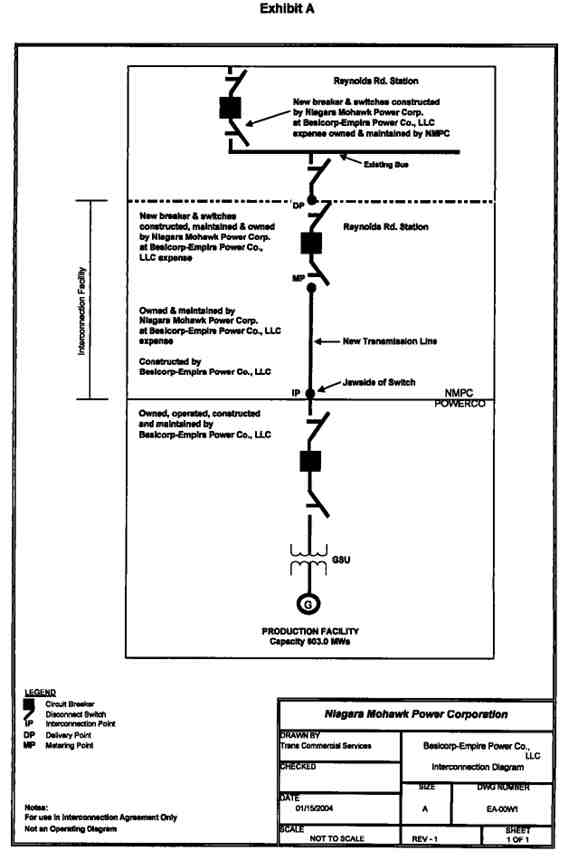 Exhibit A
Reynolds Rd. Station
New breaker & switches constructed
by Niagara Mohawk Power Corp.
at Besicorp-Empire Power Co., LLC
expense owned & maintained by NMPC
Existing Bus
DP
New breaker & switches
constructed, maintained & owned
by Niagara Mohawk Power Corp.
at Besicorp-Empire Power Co.,
LLC expense
Reynolds Rd. Station
MP
Interconnection Facility
Owned & maintained by
Niagara Mohawk Power Corp.
at Besicorp-Empire Power Co., LLC
expense
New Transmission Line
Constructed by
Besicorp-Empire Power Co., LLC
Jawside of Switch
IP
NMPC
POWERCO
Owned, operated, constructed
and maintained by
Besicorp-Empire Power Co., LLC
GSU
G
PRODUCTION FACILITY
Capacity 603.0 MWs
LEGEND
Circuit Breaker
Disconnect Switch
IP Interconnection Point
DP Delivery Point
MP Metering Point
Notes:
For use in Interconnection Agreement Only
Not an Operating Diagram
Niagara Mohawk Power Corporation
DRAWN BY
Trans Commercial Services
Besicorp-Empire Power Co.,
LLC
Interconnection Diagram
CHECKED
DATE
01/15/2004
SIZE
A
DWG NUMBER
EA-00W1
SCALE
NOT TO SCALE
REV - 1
SHEET
1 OF 1